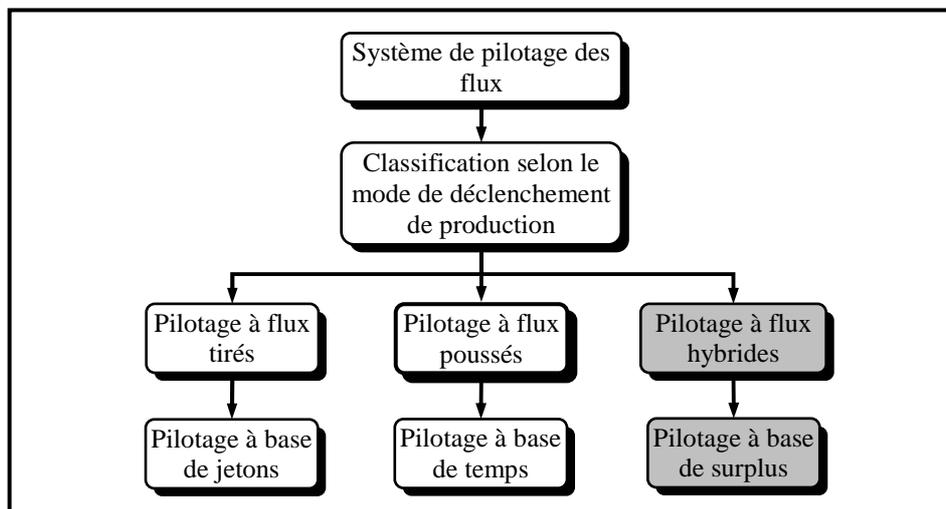 Système de pilotage des
flux
Classification selon le
mode de déclenchement
de production
Pilotage à flux
tirés
Pilotage à flux
poussés
Pilotage à flux
hybrides
Pilotage à base
de jetons
Pilotage à base
de temps
Pilotage à base
de surplus